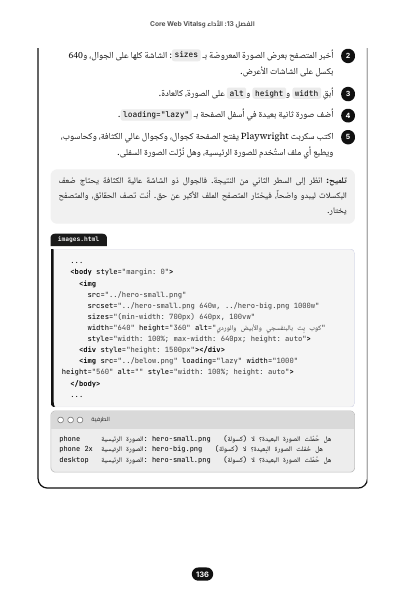 الفصل 13: الأداء وCore Web Vitals
2 أخبر المتصفح بعرض الصورة المعروضة بـ sizes: الشاشة كلها على الجوال، و640
بكسل على الشاشات الأعرض.
3 أبقِ width و height و alt على الصورة، كالعادة.
4 أضف صورة ثانية بعيدة في أسفل الصفحة بـ loading="lazy".
5 اكتب سكربت Playwright يفتح الصفحة كجوال، وكجوال عالي الكثافة، وكحاسوب،
ويطبع أي ملف استُخدم للصورة الرئيسية، وهل نُزّلت الصورة السفلى.
تلميح: انظر إلى السطر الثاني من النتيجة. فالجوال ذو الشاشة عالية الكثافة يحتاج ضعف
البكسلات ليبدو واضحاً، فيختار المتصفح الملف الأكبر عن حق. أنت تصف الحقائق، والمتصفح
يختار.
images.html
...
<body style="margin: 0">
<img
src="../hero-small.png"
srcset="../hero-small.png 640w, ../hero-big.png 1000w"
sizes="(min-width: 700px) 640px, 100vw"
width="640" height="360" alt="كوب بت بالبنفسجي والأبيض والوردي"
style="width: 100%; max-width: 640px; height: auto">
<div style="height: 1500px"></div>
<img src="../below.png" loading="lazy" width="1000"
height="560" alt="" style="width: 100%; height: auto">
</body>
...
الطرفية
phone الصورة الرئيسية: hero-small.png هل حُمّلت الصورة البعيدة؟ لا (كسولة)
phone 2x الصورة الرئيسية: hero-big.png هل حُمّلت الصورة البعيدة؟ لا (كسولة)
desktop الصورة الرئيسية: hero-small.png هل حُمّلت الصورة البعيدة؟ لا (كسولة)
136